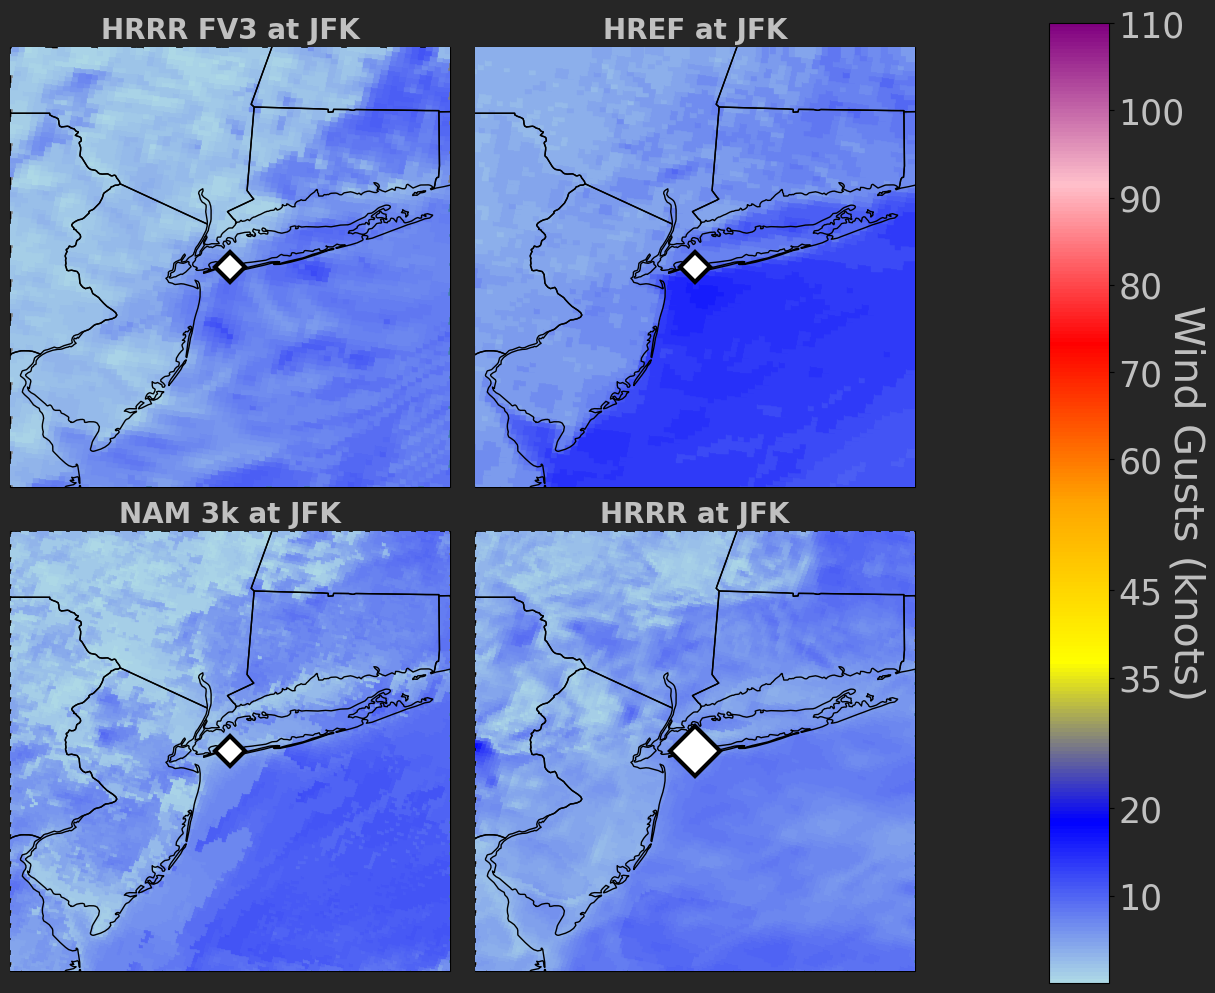 HRRR FV3 at JFK
HREF at JFK
NAM 3k at JFK
HRRR at JFK
110
100
90
80
70
60
45
35
20
10
Wind Gusts (knots)